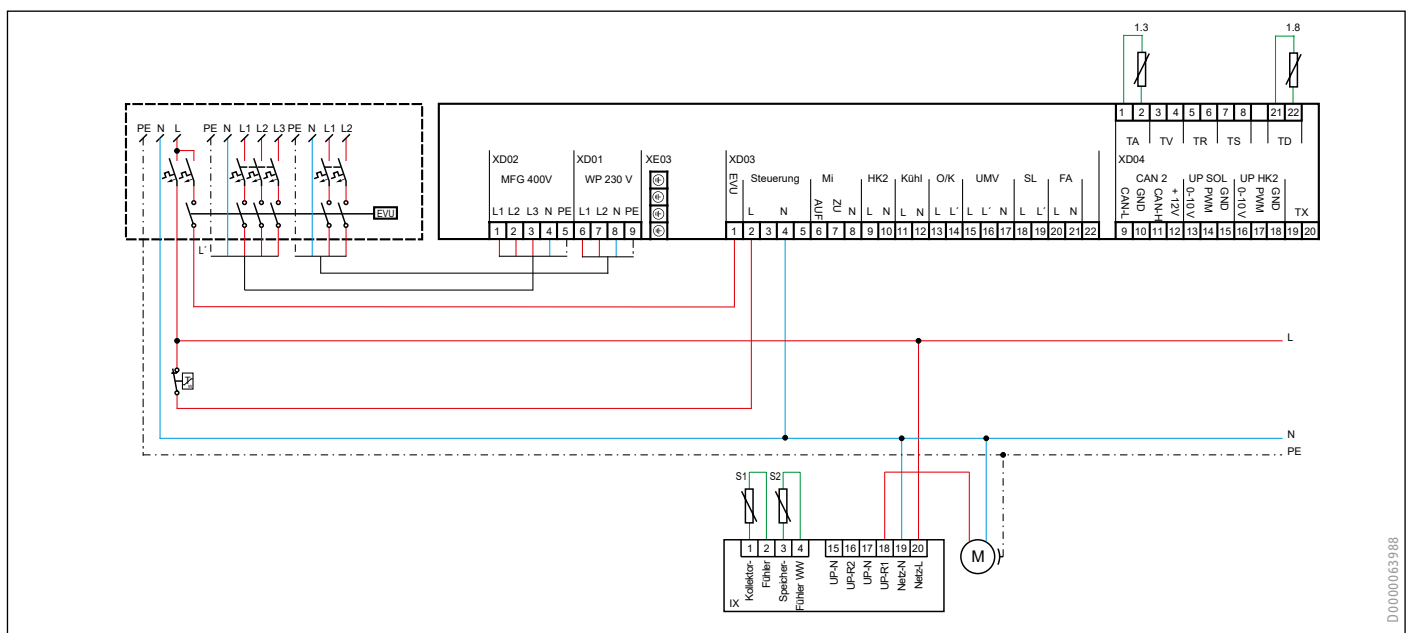 1.3
1.8
1 2 3 4 5 6 7 8 21 22
TA TV TR TS TD
XD04
CAN 2 UP SOL UP HK2
CAN-L GND CAN-H + 12V 0-10 V PWM GND 0-10 V PWM GND TX
9 10 11 12 13 14 15 16 17 18 19 20
PE N L PE N L1 L2 L3 PE N L1 L2
EVU
L´
XD02
MFG 400V
L1 L2 L3 N PE
1 2 3 4 5
XD01
WP 230 V
L1 L2 N PE
6 7 8 9
XE03
XD03
EVU Steuerung Mi HK2 Kühl O/K UMV SL FA
L N AUF ZU N L N L N L L´ L L´ N L L´ L N
1 2 3 4 5 6 7 8 9 10 11 12 13 14 15 16 17 18 19 20 21 22
L
N
PE
S1 S2
1 2 3 4 15 16 17 18 19 20
Kollektor-
Fühler
Speicher-
Fühler WW
UP-N
UP-R2
UP-N
UP-R1
Netz-N
Netz-L
IX
M
D0000063988